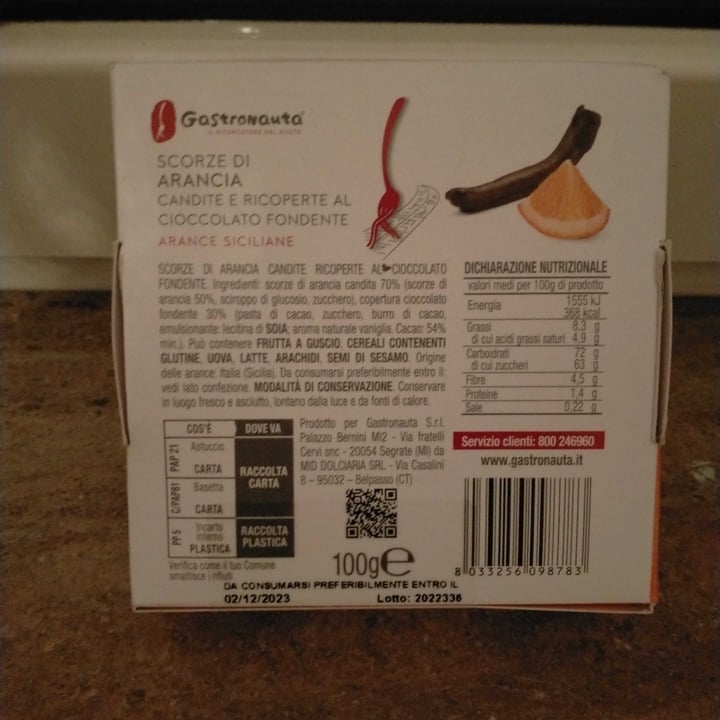 Gastronauta
IL RICERCATORE DEL GUSTO
SCORZE DI
ARANCIA
CANDITE E RICOPERTE AL
CIOCCOLATO FONDENTE
ARANCE SICILIANE
SCORZE DI ARANCIA CANDITE RICOPERTE AL CIOCCOLATO
FONDENTE. Ingredienti: scorze di arancia candita 70% (scorze di
arancia 50%, sciroppo di glucosio, zucchero), copertura cioccolato
fondente 30% (pasta di cacao, zucchero, burro di cacao,
emulsionante: lecitina di SOIA; aroma naturale vaniglia. Cacao: 54%
min.). Può contenere FRUTTA A GUSCIO, CEREALI CONTENENTI
GLUTINE, UOVA, LATTE, ARACHIDI, SEMI DI SESAMO. Origine
delle arance: Italia (Sicilia). Da consumarsi preferibilmente entro il:
vedi lato confezione. MODALITÀ DI CONSERVAZIONE. Conservare
in luogo fresco e asciutto, lontano dalla luce e da fonti di calore.
DICHIARAZIONE NUTRIZIONALE
valori medi per 100g di prodotto
Energia 1555 kJ
368 kcal
Grassi 8,3 g
di cui acidi grassi saturi 4,9 g
Carboidrati 72 g
di cui zuccheri 63 g
Fibre 4,5 g
Proteine 1,4 g
Sale 0,22 g
Servizio clienti: 800 246960
www.gastronauta.it
COS'È DOVE VA
PAP 21 Astuccio
CARTA
C/PAP81 Basetta
CARTA
RACCOLTA
CARTA
PP 5 Incarto
interno
PLASTICA
RACCOLTA
PLASTICA
Verifica come il tuo Comune
smaltisce i rifiuti
Prodotto per Gastronauta S.r.l.
Palazzo Bernini MI2 - Via fratelli
Cervi snc - 20054 Segrate (MI) da
MID DOLCIARIA SRL - Via Casalini
8 – 95032 – Belpasso (CT)
100g e
8 033256 098783
DA CONSUMARSI PREFERIBILMENTE ENTRO IL
02/12/2023 Lotto: 2022336